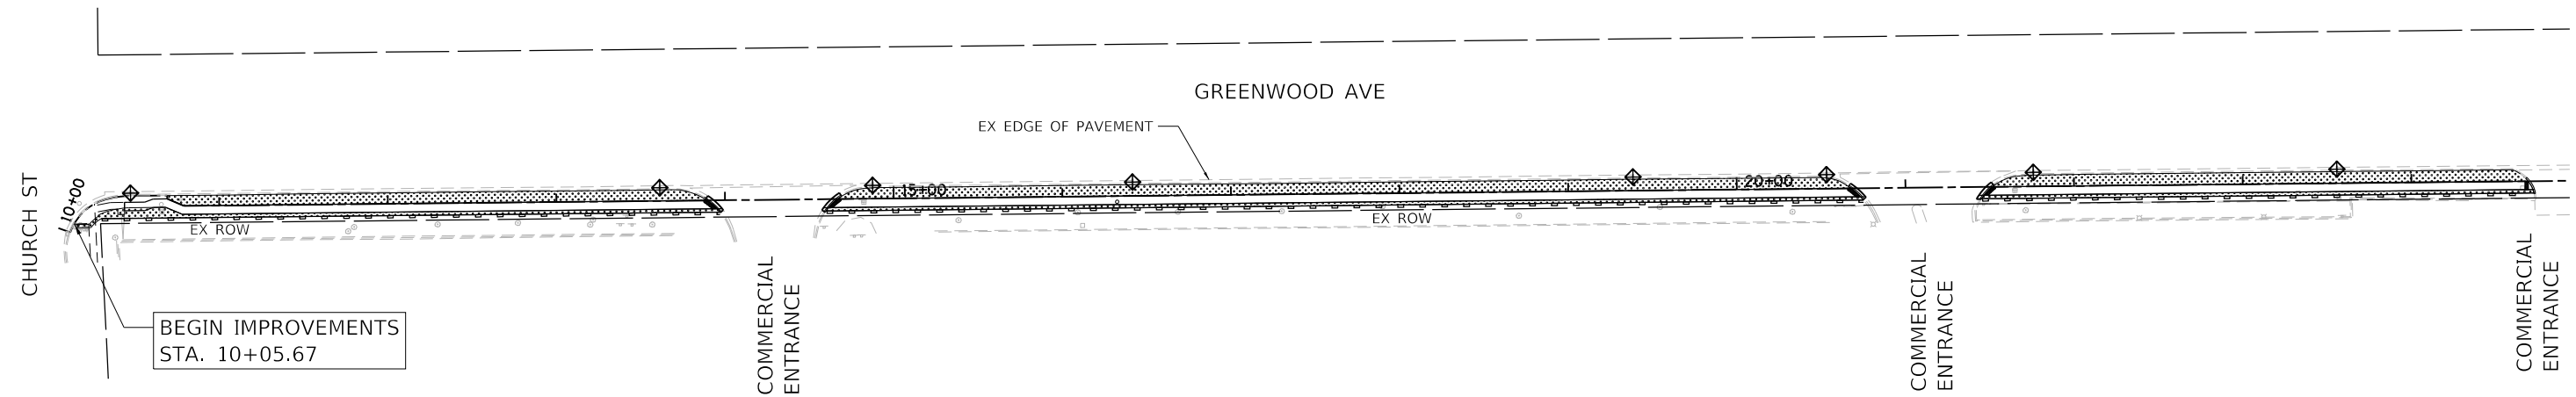 GREENWOOD AVE
EX EDGE OF PAVEMENT
CHURCH ST
10+00
15+00
20+00
EX ROW
EX ROW
BEGIN IMPROVEMENTS
STA. 10+05.67
COMMERCIAL
ENTRANCE
COMMERCIAL
ENTRANCE
COMMERCIAL
ENTRANCE